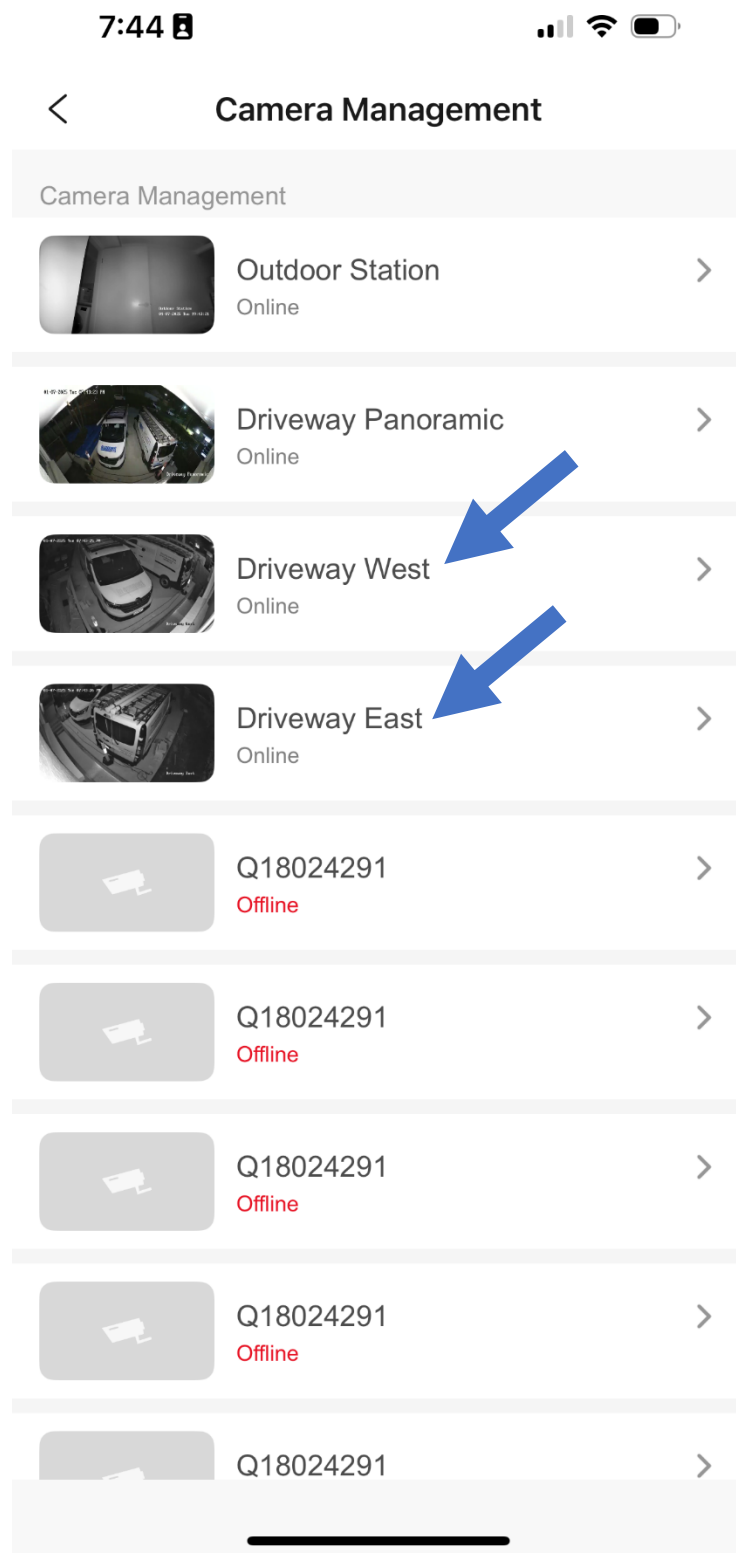 7:44
Camera Management
Camera Management
Outdoor Station
Online
Driveway Panoramic
Online
Driveway West
Online
Driveway East
Online
Q18024291
Offline
Q18024291
Offline
Q18024291
Offline
Q18024291
Offline
Q18024291